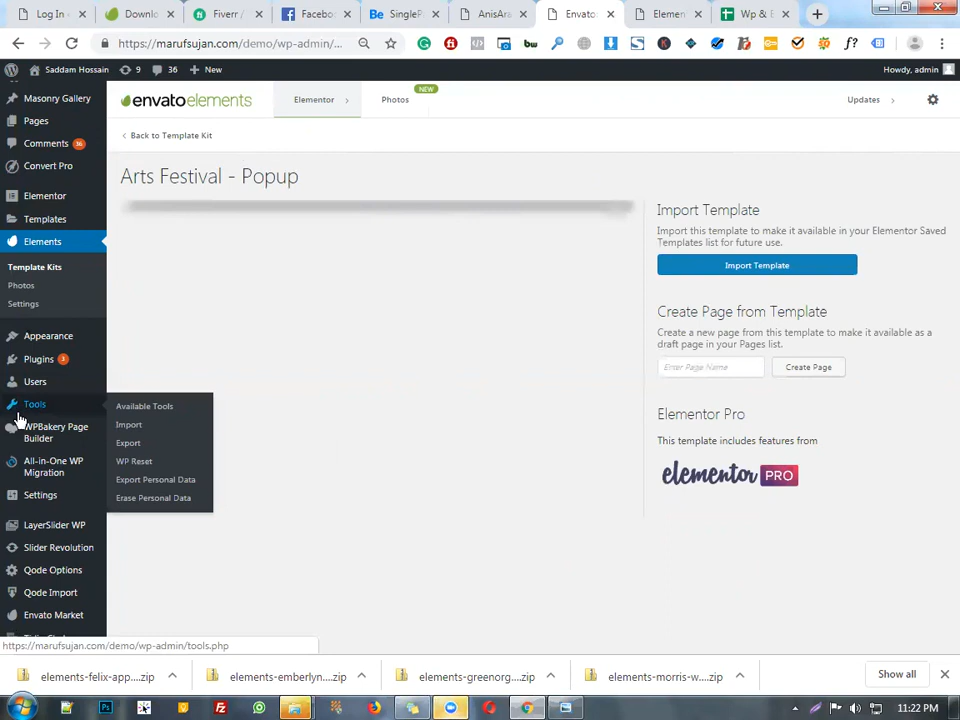 Log In
Downlo
Fiverr /
Facebo
SinglePr
AnisAre
Envato
Elemen
Wp & E
https://marufsujan.com/demo/wp-admin/...
Saddam Hossain
9
36
New
Howdy, admin
Masonry Gallery
Pages
Comments 36
Convert Pro
Elementor
Templates
Elements
Template Kits
Photos
Settings
Appearance
Plugins 3
Users
Tools
WPBakery Page
Builder
All-in-One WP
Migration
Settings
LayerSlider WP
Slider Revolution
Qode Options
Qode Import
Envato Market
Available Tools
Import
Export
WP Reset
Export Personal Data
Erase Personal Data
envatoelements
Elementor
Photos
NEW
Updates
Back to Template Kit
Arts Festival - Popup
Import Template
Import this template to make it available in your Elementor Saved
Templates list for future use.
Import Template
Create Page from Template
Create a new page from this template to make it available as a
draft page in your Pages list.
Enter Page Name
Create Page
Elementor Pro
This template includes features from
elementor PRO
https://marufsujan.com/demo/wp-admin/tools.php
elements-felix-app....zip
elements-emberlyn....zip
elements-greenorg....zip
elements-morris-w....zip
Show all
11:22 PM